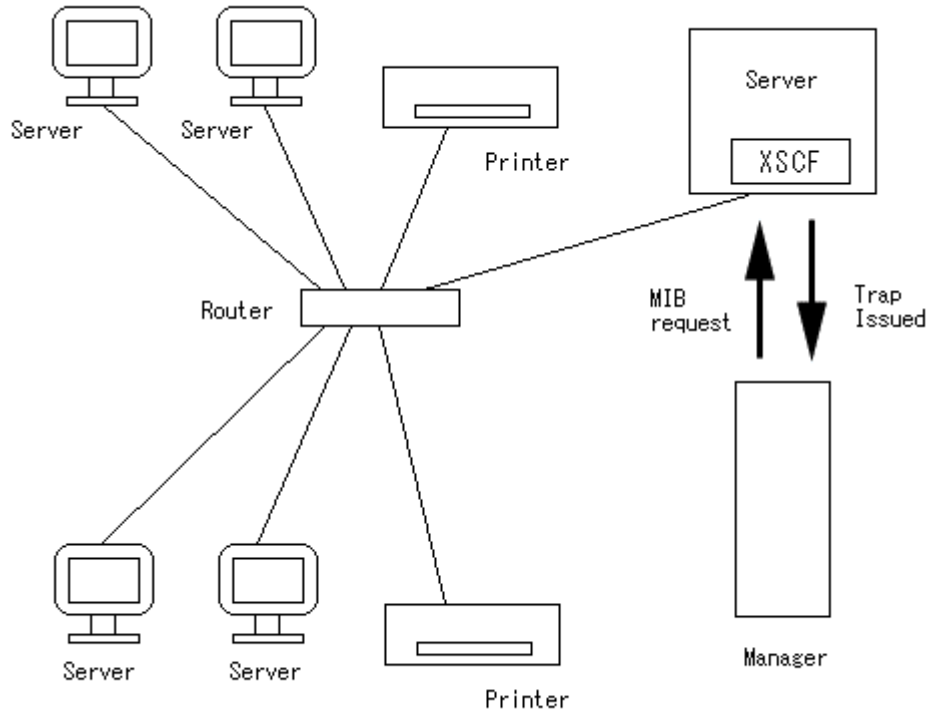 Server
Server
Printer
Server
XSCF
Router
MIB
request
Trap
Issued
Server
Server
Printer
Manager